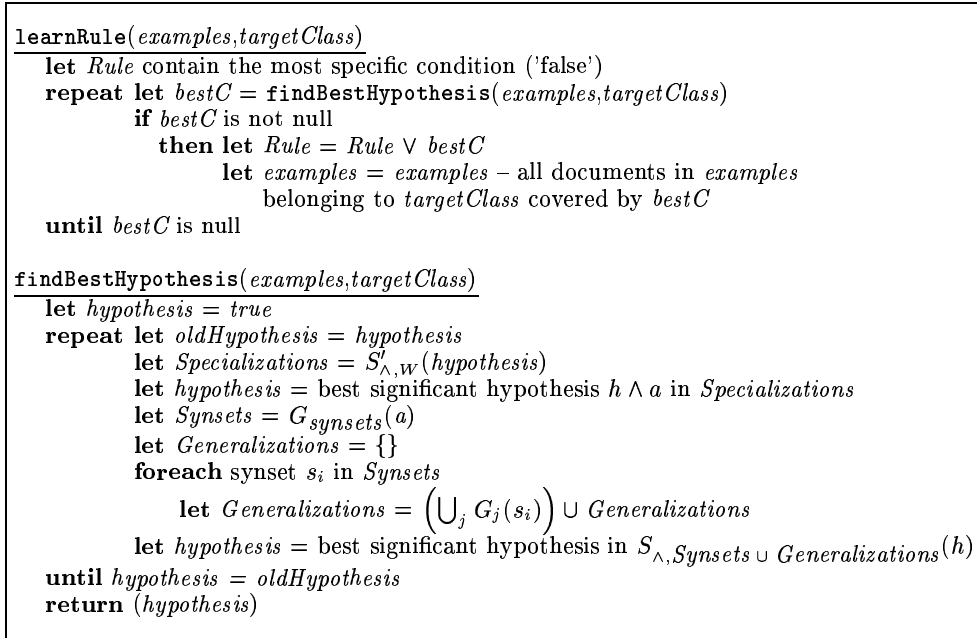 learnRule(examples,targetClass)
let Rule contain the most specific condition ('false')
repeat let bestC = findBestHypothesis(examples,targetClass)
if bestC is not null
then let Rule = Rule ∨ bestC
let examples = examples – all documents in examples
belonging to targetClass covered by bestC
until bestC is null
findBestHypothesis(examples,targetClass)
let hypothesis = true
repeat let oldHypothesis = hypothesis
let Specializations = S′∧,W(hypothesis)
let hypothesis = best significant hypothesis h ∧ a in Specializations
let Synsets = Gsynsets(a)
let Generalizations = {}
foreach synset si in Synsets
let Generalizations = (⋃j Gj(si)) ∪ Generalizations
let hypothesis = best significant hypothesis in S∧,Synsets ∪ Generalizations(h)
until hypothesis = oldHypothesis
return (hypothesis)